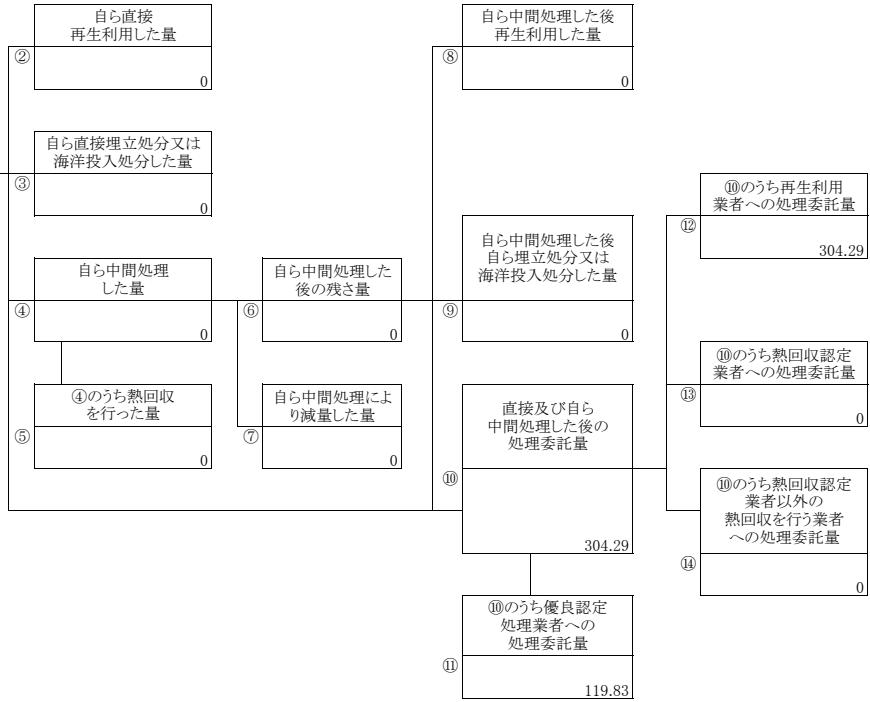 自ら直接
再生利用した量
②
0
自ら直接埋立処分又は
海洋投入処分した量
③
0
自ら中間処理
した量
④
0
④のうち熱回収
を行った量
⑤
0
自ら中間処理した
後の残さ量
⑥
0
自ら中間処理によ
り減量した量
⑦
0
自ら中間処理した後
再生利用した量
⑧
0
自ら中間処理した後
自ら埋立処分又は
海洋投入処分した量
⑨
0
直接及び自ら
中間処理した後の
処理委託量
⑩
304.29
⑩のうち優良認定
処理業者への
処理委託量
⑪
119.83
⑩のうち再生利用
業者への処理委託量
⑫
304.29
⑩のうち熱回収認定
業者への処理委託量
⑬
0
⑩のうち熱回収認定
業者以外の
熱回収を行う業者
への処理委託量
⑭
0